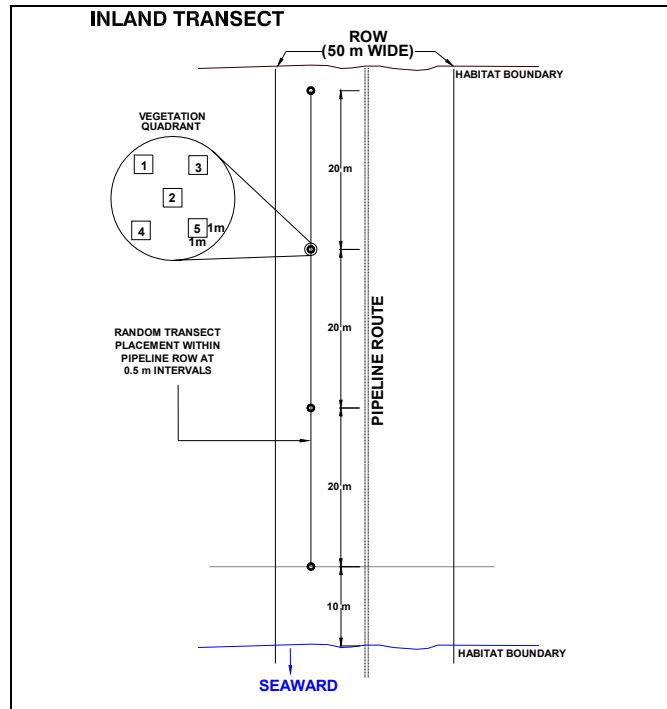 INLAND TRANSECT
ROW
(50 m WIDE)
HABITAT BOUNDARY
VEGETATION
QUADRANT
1
3
2
4
5
1m
1m
20 m
20 m
RANDOM TRANSECT
PLACEMENT WITHIN
PIPELINE ROW AT
0.5 m INTERVALS
PIPELINE ROUTE
20 m
10 m
HABITAT BOUNDARY
SEAWARD